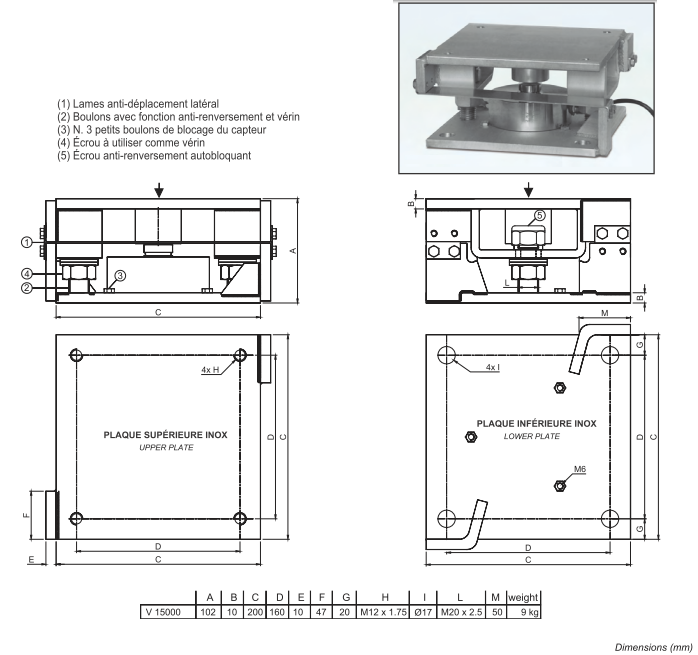 (1) Lames anti-déplacement latéral
(2) Boulons avec fonction anti-renversement et vérin
(3) N. 3 petits boulons de blocage du capteur
(4) Écrou à utiliser comme vérin
(5) Écrou anti-renversement autobloquant
1
4
2
3
A
C
B
5
L
B
M
4x H
PLAQUE SUPÉRIEURE INOX
UPPER PLATE
D
C
F
E
D
C
G
4x I
PLAQUE INFÉRIEURE INOX
LOWER PLATE
M6
D
C
G
D
C
A B C D E F G H I L M weight
V 15000 102 10 200 160 10 47 20 M12 x 1.75 Ø17 M20 x 2.5 50 9 kg
Dimensions (mm)